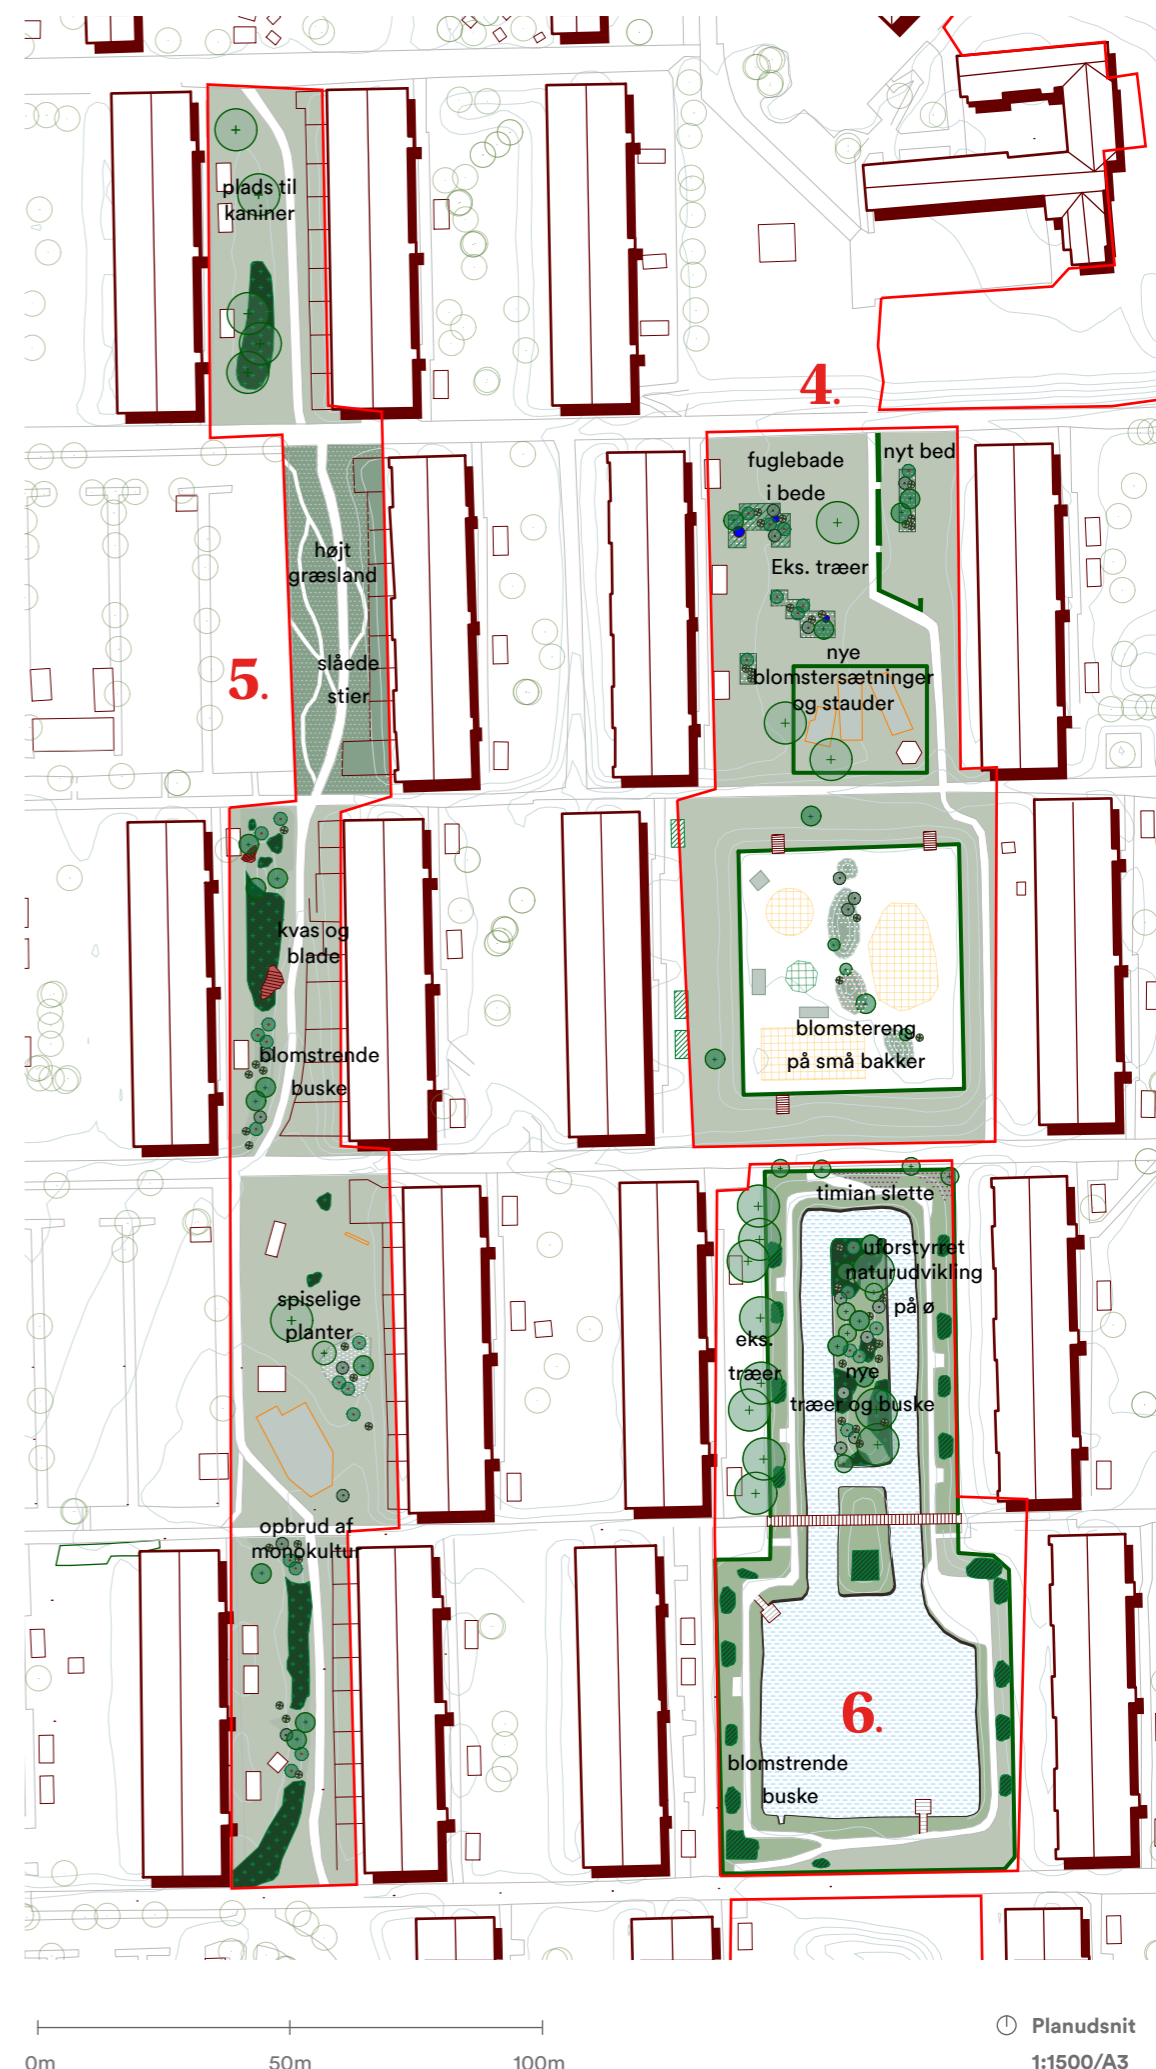 plads til
kaniner
4.
fuglebade
i bede
nyt bed
Eks. træer
højt
græsland
slåede
stier
5.
nye
blomstersætninger
og stauder
kvas og
blade
blomstrende
buske
blomstereng
på små bakker
timian slette
uforstyrret
naturudvikling
på ø
eks.
træer
nye
træer og buske
spiselige
planter
opbrud af
monokultur
6.
blomstrende
buske
0m
50m
100m
Planudsnit
1:1500/A3